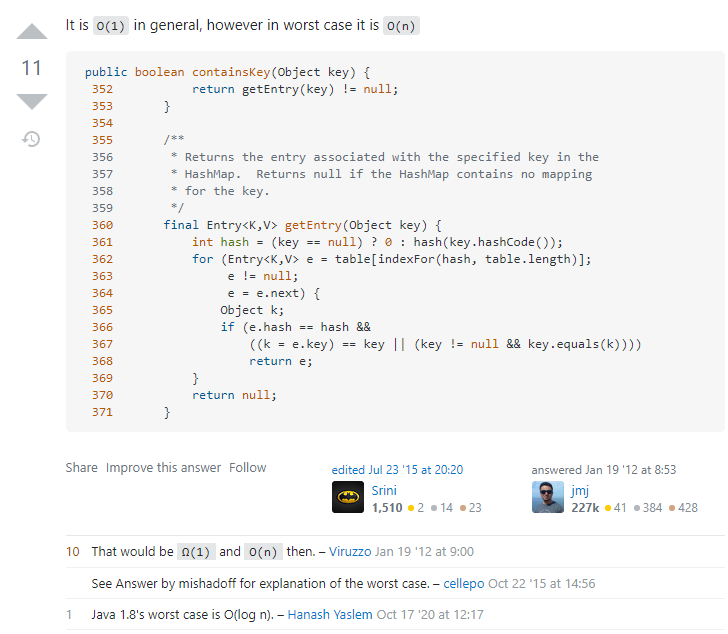 It is O(1) in general, however in worst case it is O(n)
11
public boolean containsKey(Object key) {
352         return getEntry(key) != null;
353     }
354
355     /**
356      * Returns the entry associated with the specified key in the
357      * HashMap.  Returns null if the HashMap contains no mapping
358      * for the key.
359      */
360     final Entry<K,V> getEntry(Object key) {
361         int hash = (key == null) ? 0 : hash(key.hashCode());
362         for (Entry<K,V> e = table[indexFor(hash, table.length)];
363              e != null;
364              e = e.next) {
365             Object k;
366             if (e.hash == hash &&
367                 ((k = e.key) == key || (key != null && key.equals(k))))
368                 return e;
369         }
370         return null;
371     }
Share Improve this answer Follow
edited Jul 23 '15 at 20:20
Srini
1,510 2 14 23
answered Jan 19 '12 at 8:53
jmj
227k 41 384 428
10 That would be Ω(1) and O(n) then. – Viruzzo Jan 19 '12 at 9:00
See Answer by mishadoff for explanation of the worst case. – cellepo Oct 22 '15 at 14:56
1 Java 1.8's worst case is O(log n). – Hanash Yaslem Oct 17 '20 at 12:17